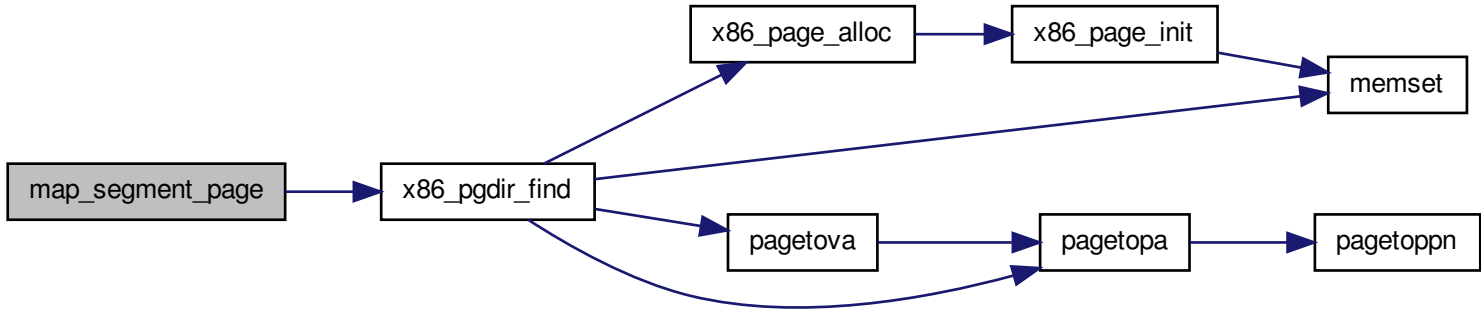 x86_page_alloc
x86_page_init
memset
map_segment_page
x86_pgdir_find
pagetova
pagetopa
pagetoppn